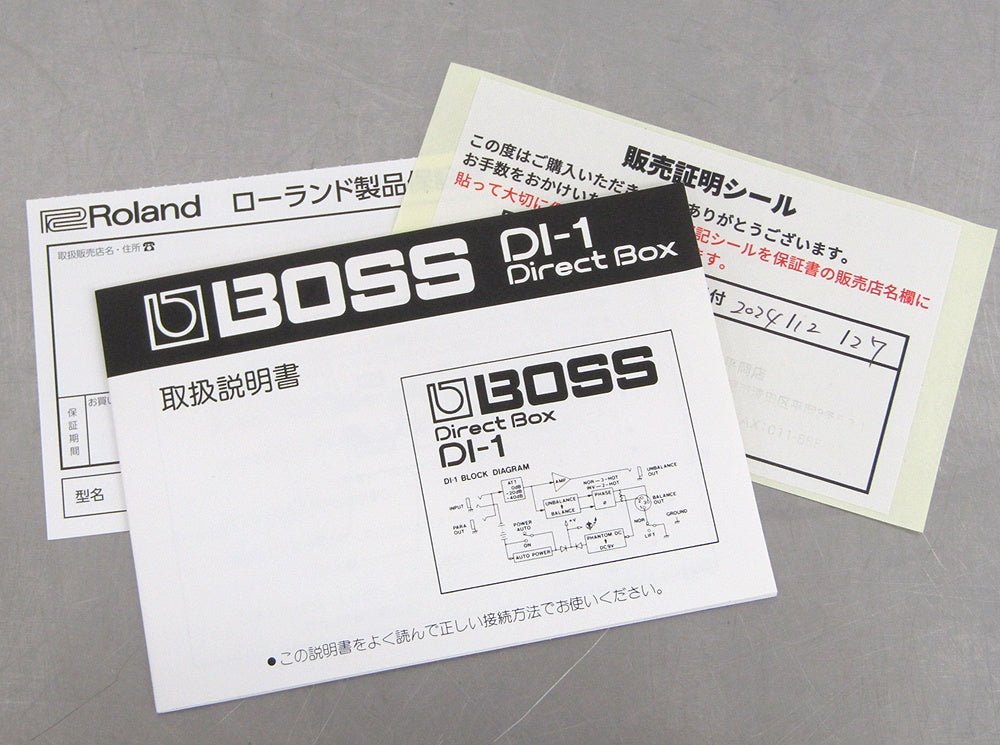 販売証明シール
この度はご購入いただき
ありがとうございます。
お手数をおかけいた
記シールを保証書の販売店名欄に
貼って大切に
ます。
付 2024/12/27
Roland ローランド製品
取扱販売店名・住所☎
お買い
保証期間
型名
BOSS DI-1
Direct Box
取扱説明書
BOSS
Direct Box
DI-1
DI-1 BLOCK DIAGRAM
INPUT
PARA OUT
ATT
0dB
-20dB
-40dB
AMP
UNBALANCE OUT
NOR—3-HOT
INV—2-HOT
UNBALANCE
BALANCE
PHASE
ø
BALANCE OUT
GROUND
NOR
LIFT
POWER
AUTO
ON
AUTO POWER
+V
PHANTOM DC
DC9V
●この説明書をよく読んで正しい接続方法でお使いください。